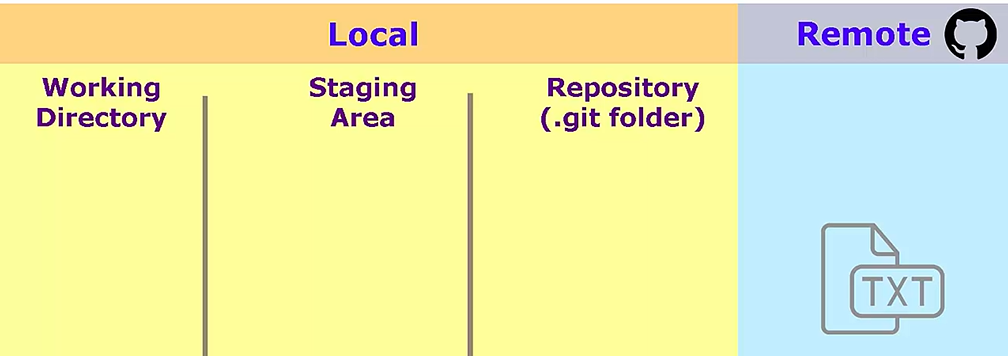 Local
Remote
Working
Directory
Staging
Area
Repository
(.git folder)
TXT